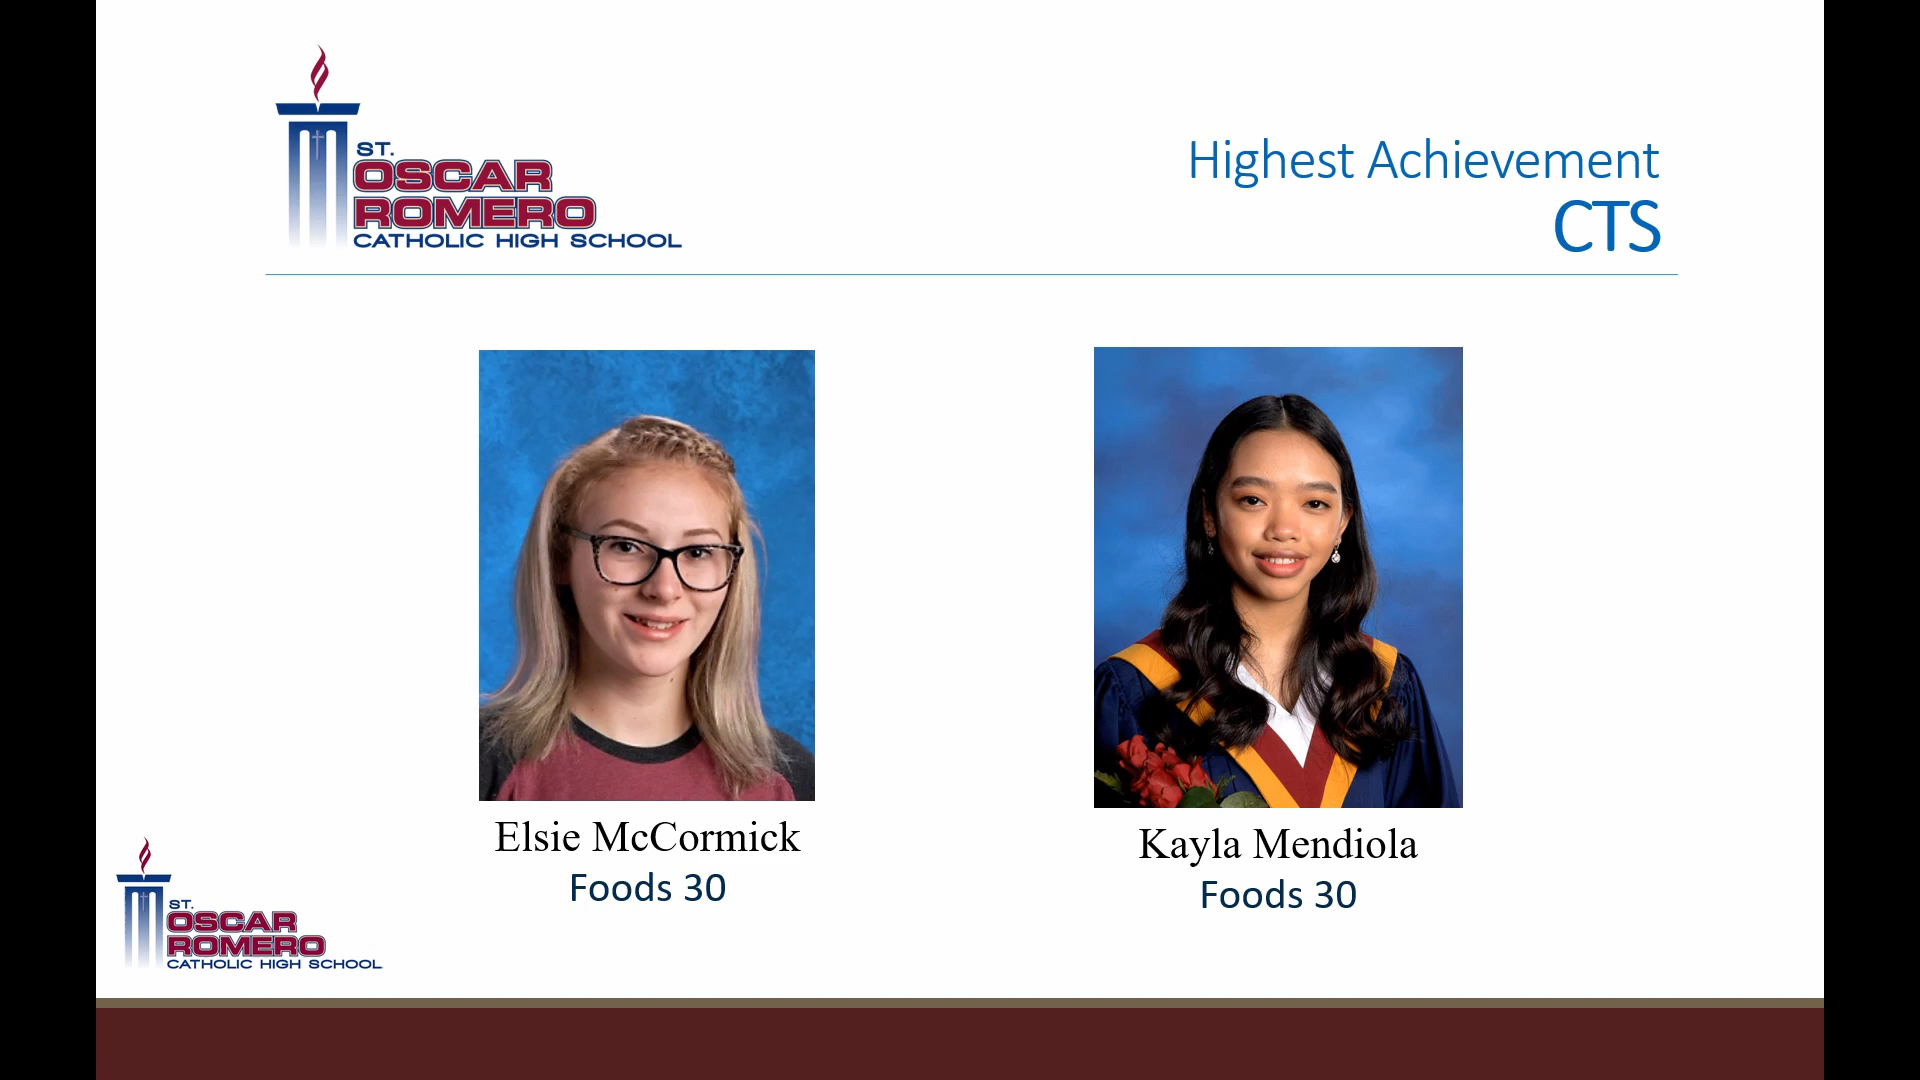 ST.
OSCAR
ROMERO
CATHOLIC HIGH SCHOOL
Highest Achievement
CTS
Elsie McCormick
Foods 30
Kayla Mendiola
Foods 30
ST.
OSCAR
ROMERO
CATHOLIC HIGH SCHOOL